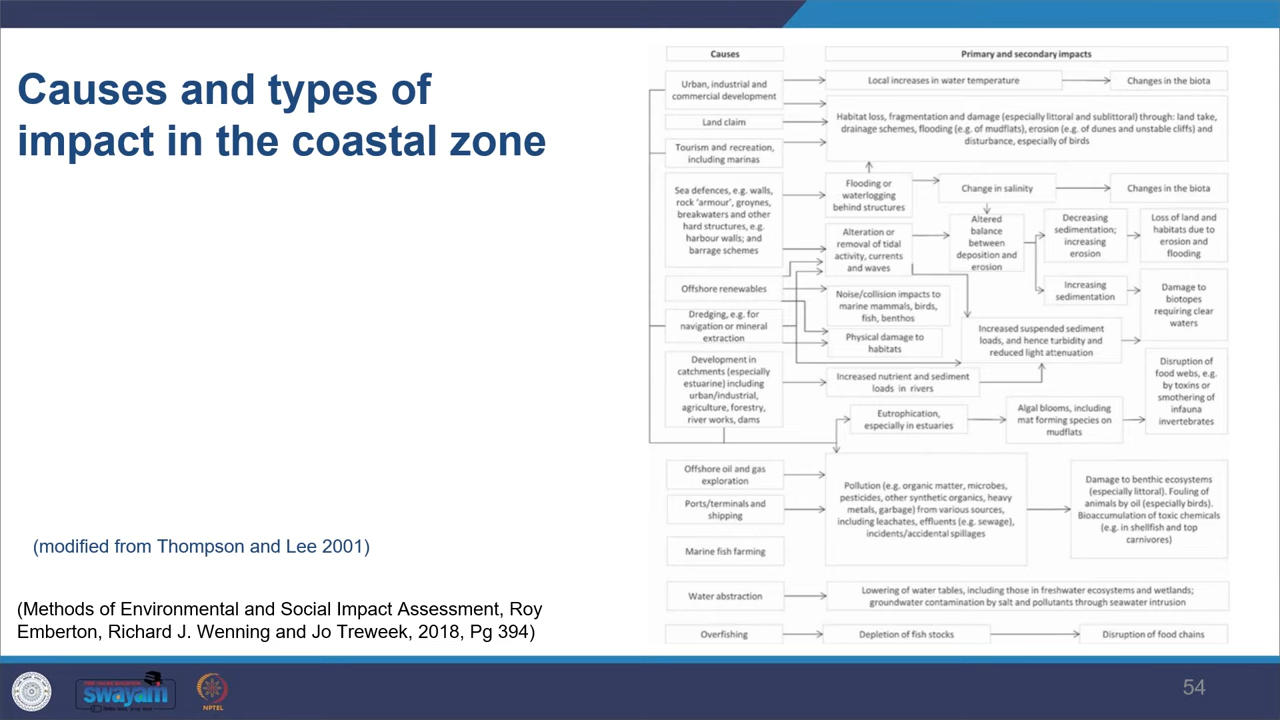 Causes and types of
impact in the coastal zone
(modified from Thompson and Lee 2001)
(Methods of Environmental and Social Impact Assessment, Roy
Emberton, Richard J. Wenning and Jo Treweek, 2018, Pg 394)
Causes
Primary and secondary impacts
Urban, industrial and
commercial development
Local increases in water temperature
Changes in the biota
Land claim
Habitat loss, fragmentation and damage (especially littoral and sublittoral) through: land take,
drainage schemes, flooding (e.g. of mudflats), erosion (e.g. of dunes and unstable cliffs) and
disturbance, especially of birds
Tourism and recreation,
including marinas
Sea defences, e.g. walls,
rock 'armour', groynes,
breakwaters and other
hard structures, e.g.
harbour walls; and
barrage schemes
Flooding or
waterlogging
behind structures
Change in salinity
Changes in the biota
Alteration or
removal of tidal
activity, currents
and waves
Altered
balance
between
deposition and
erosion
Decreasing
sedimentation;
increasing
erosion
Loss of land and
habitats due to
erosion and
flooding
Increasing
sedimentation
Damage to
biotopes
requiring clear
waters
Offshore renewables
Noise/collision impacts to
marine mammals, birds,
fish, benthos
Dredging, e.g. for
navigation or mineral
extraction
Physical damage to
habitats
Increased suspended sediment
loads, and hence turbidity and
reduced light attenuation
Development in
catchments (especially
estuarine) including
urban/industrial,
agriculture, forestry,
river works, dams
Increased nutrient and sediment
loads in rivers
Disruption of
food webs, e.g.
by toxins or
smothering of
infauna
invertebrates
Eutrophication,
especially in estuaries
Algal blooms, including
mat forming species on
mudflats
Offshore oil and gas
exploration
Ports/terminals and
shipping
Marine fish farming
Pollution (e.g. organic matter, microbes,
pesticides, other synthetic organics, heavy
metals, garbage) from various sources,
including leachates, effluents (e.g. sewage),
incidents/accidental spillages
Damage to benthic ecosystems
(especially littoral). Fouling of
animals by oil (especially birds).
Bioaccumulation of toxic chemicals
(e.g. in shellfish and top
carnivores)
Water abstraction
Lowering of water tables, including those in freshwater ecosystems and wetlands;
groundwater contamination by salt and pollutants through seawater intrusion
Overfishing
Depletion of fish stocks
Disruption of food chains
swayam
NPTEL
54